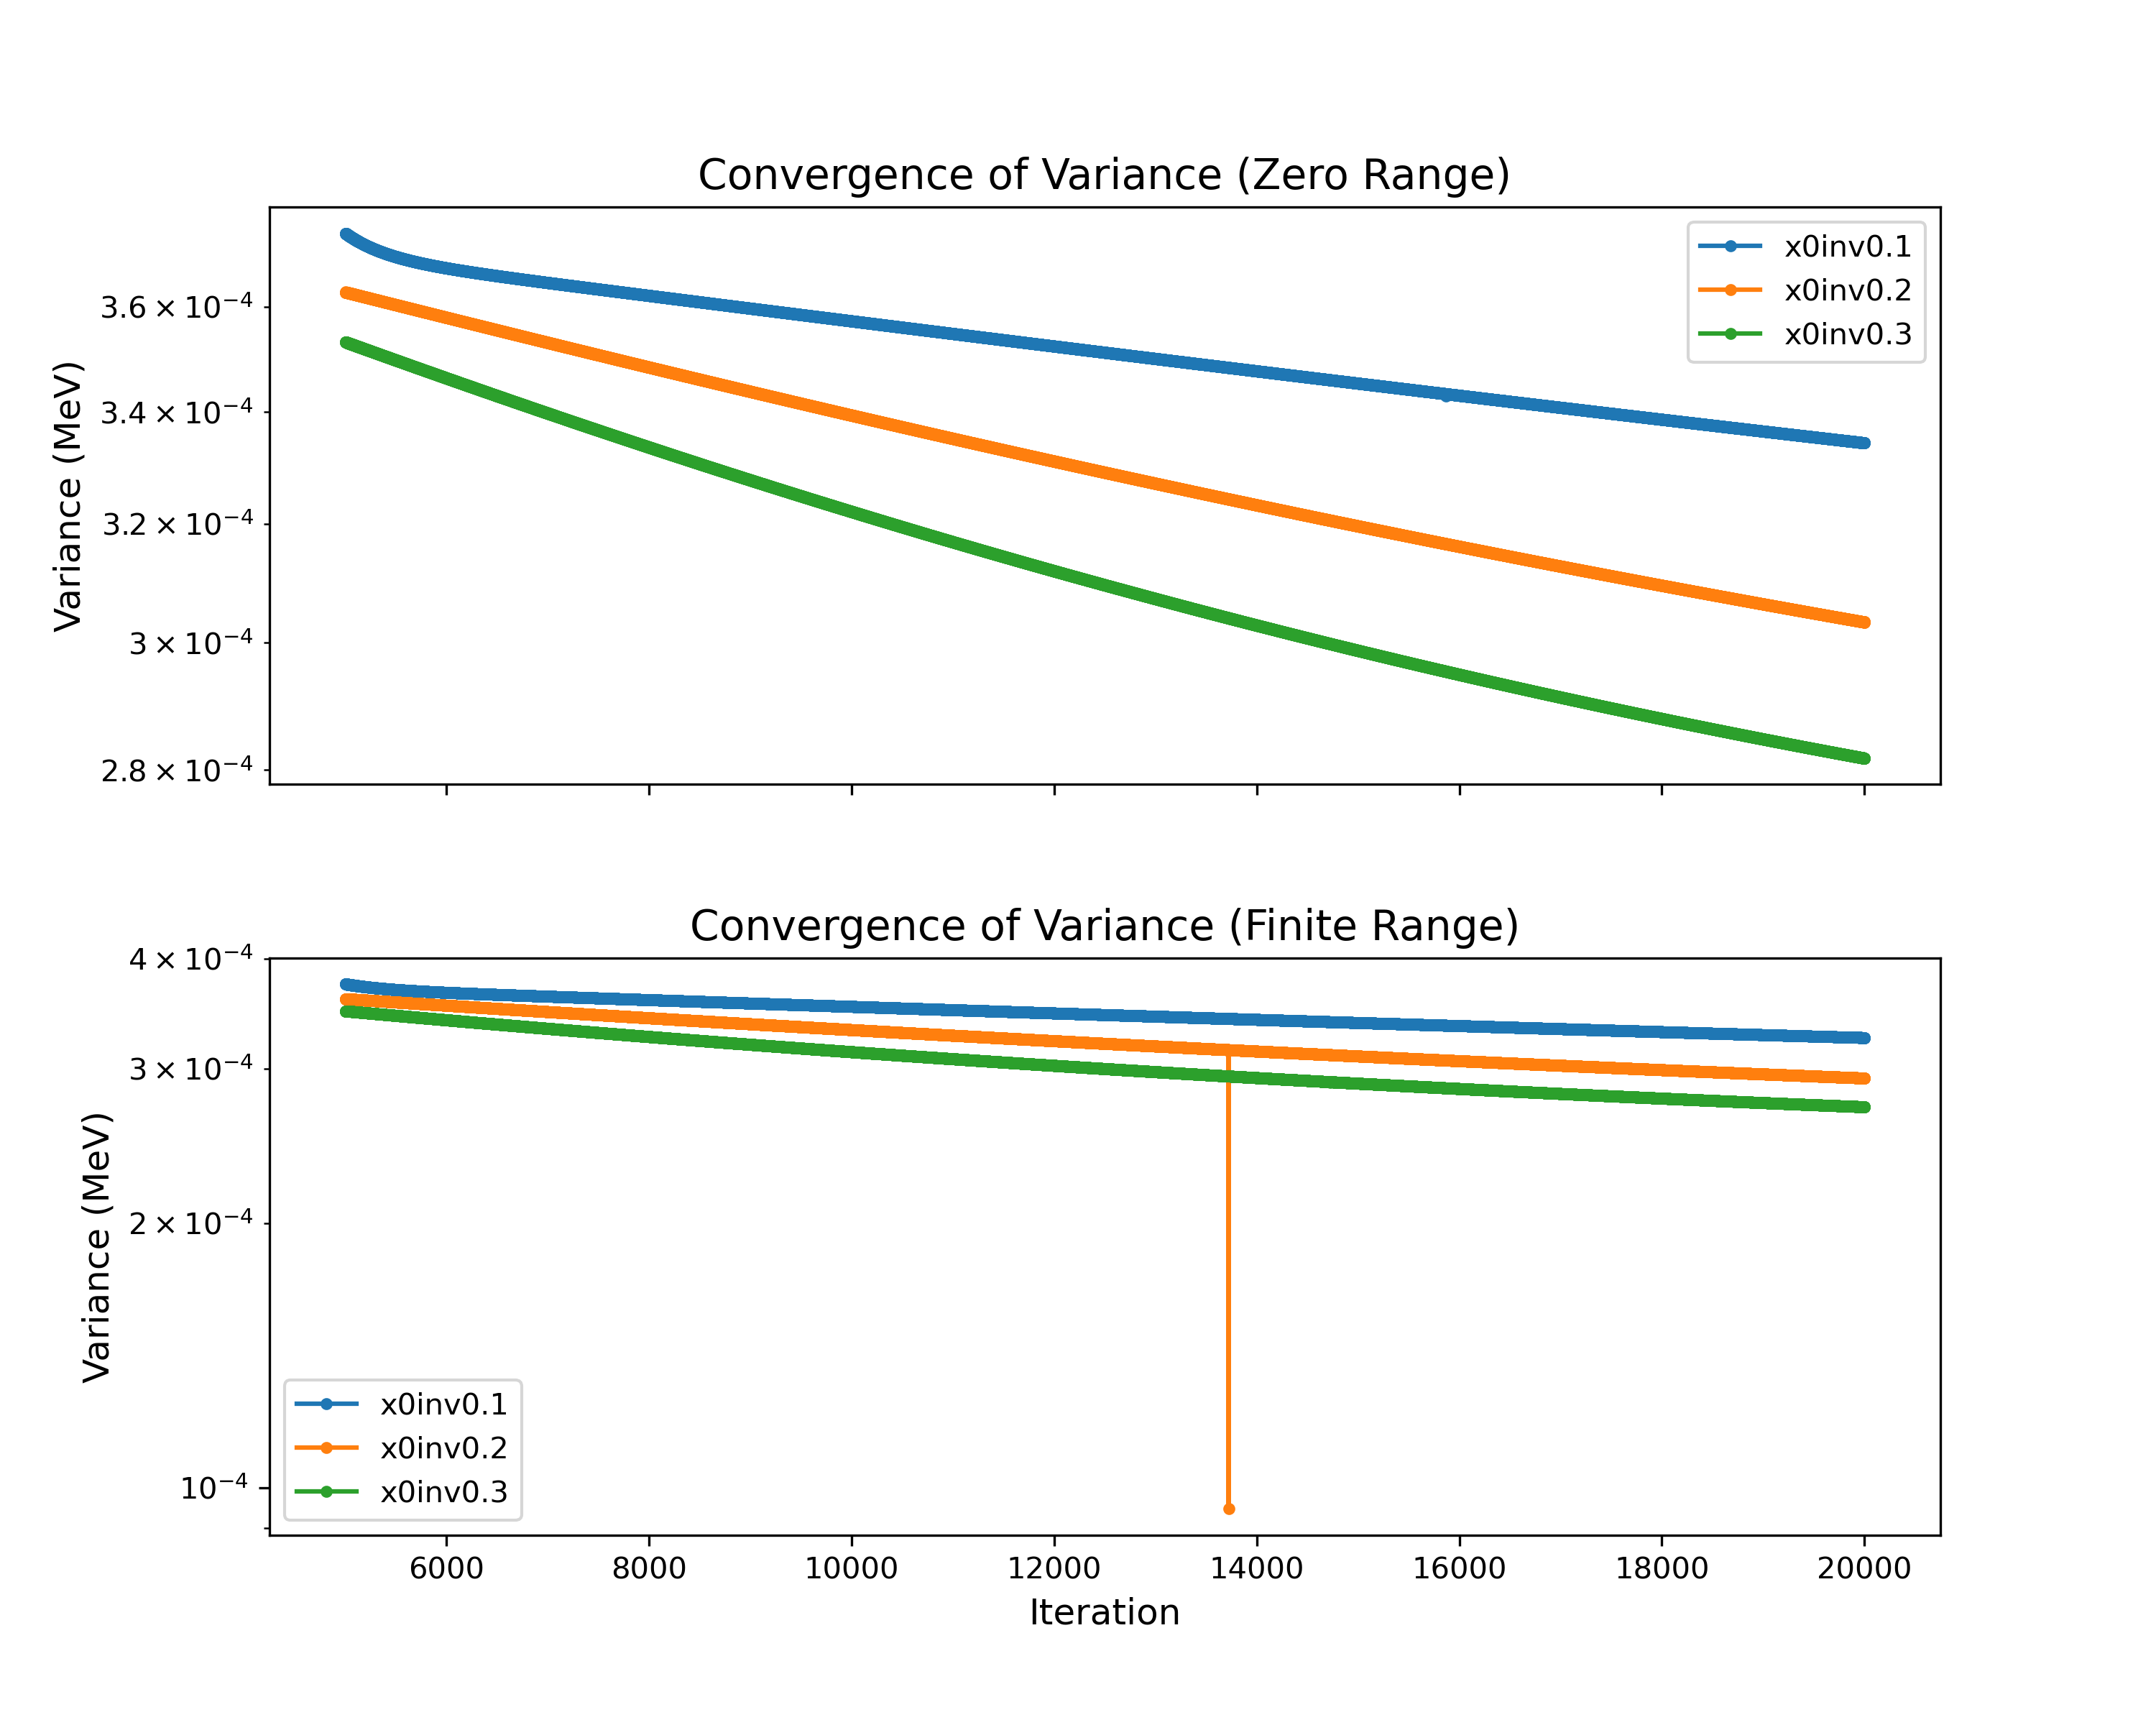 Convergence of Variance (Zero Range)
Variance (MeV)
3.6 × 10⁻⁴
3.4 × 10⁻⁴
3.2 × 10⁻⁴
3 × 10⁻⁴
2.8 × 10⁻⁴
x0inv0.1
x0inv0.2
x0inv0.3
Convergence of Variance (Finite Range)
Variance (MeV)
4 × 10⁻⁴
3 × 10⁻⁴
2 × 10⁻⁴
10⁻⁴
x0inv0.1
x0inv0.2
x0inv0.3
6000 8000 10000 12000 14000 16000 18000 20000
Iteration